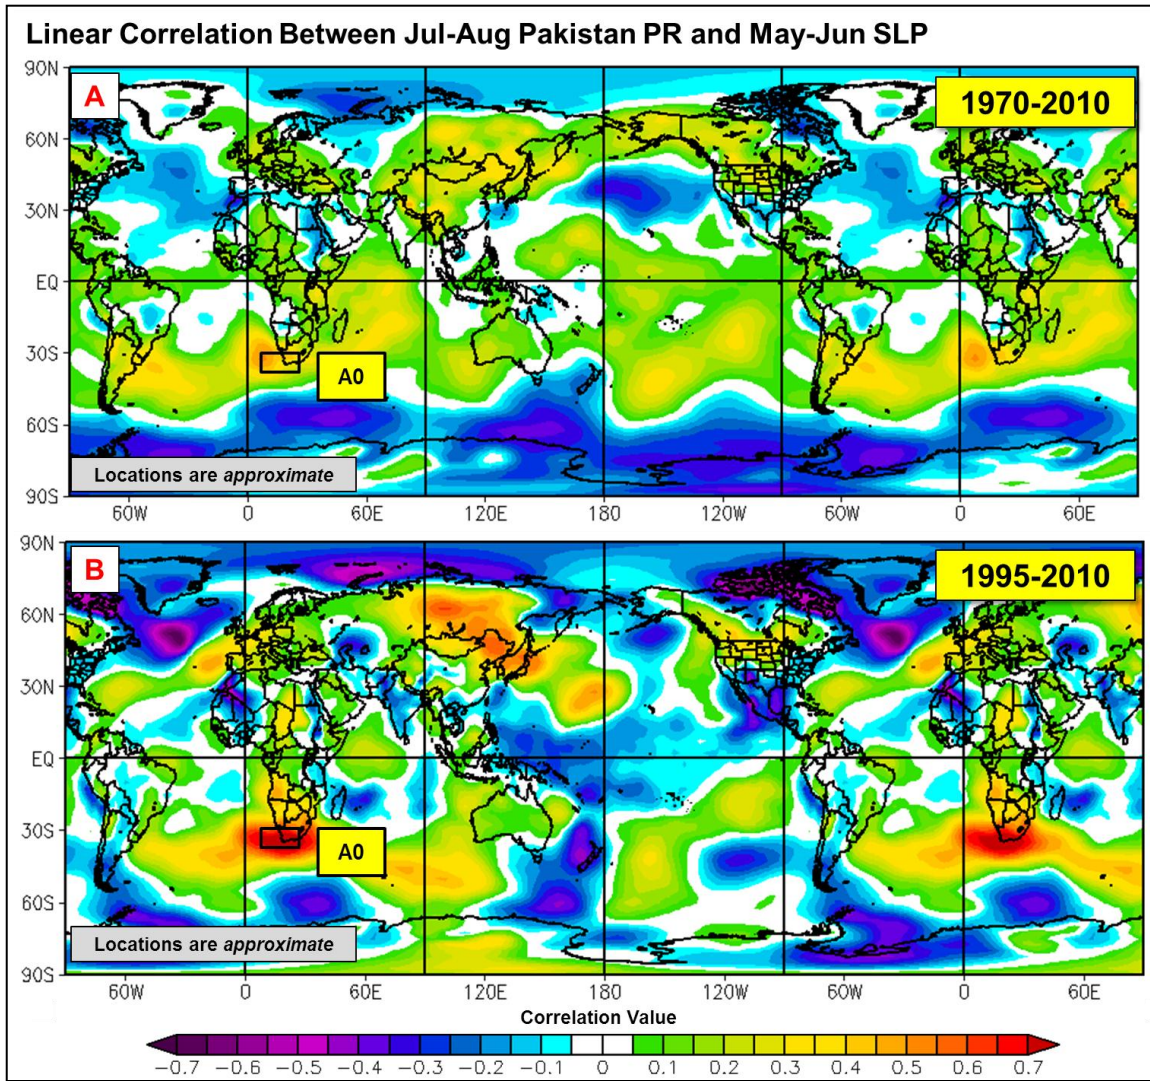 Linear Correlation Between Jul-Aug Pakistan PR and May-Jun SLP
90N
A
1970-2010
60N
30N
EQ
30S
A0
60S
Locations are approximate
90S
60W 0 60E 120E 180 120W 60W 0 60E
90N
B
1995-2010
60N
30N
EQ
30S
A0
60S
Locations are approximate
90S
60W 0 60E 120E 180 120W 60W 0 60E
Correlation Value
-0.7 -0.6 -0.5 -0.4 -0.3 -0.2 -0.1 0 0.1 0.2 0.3 0.4 0.5 0.6 0.7